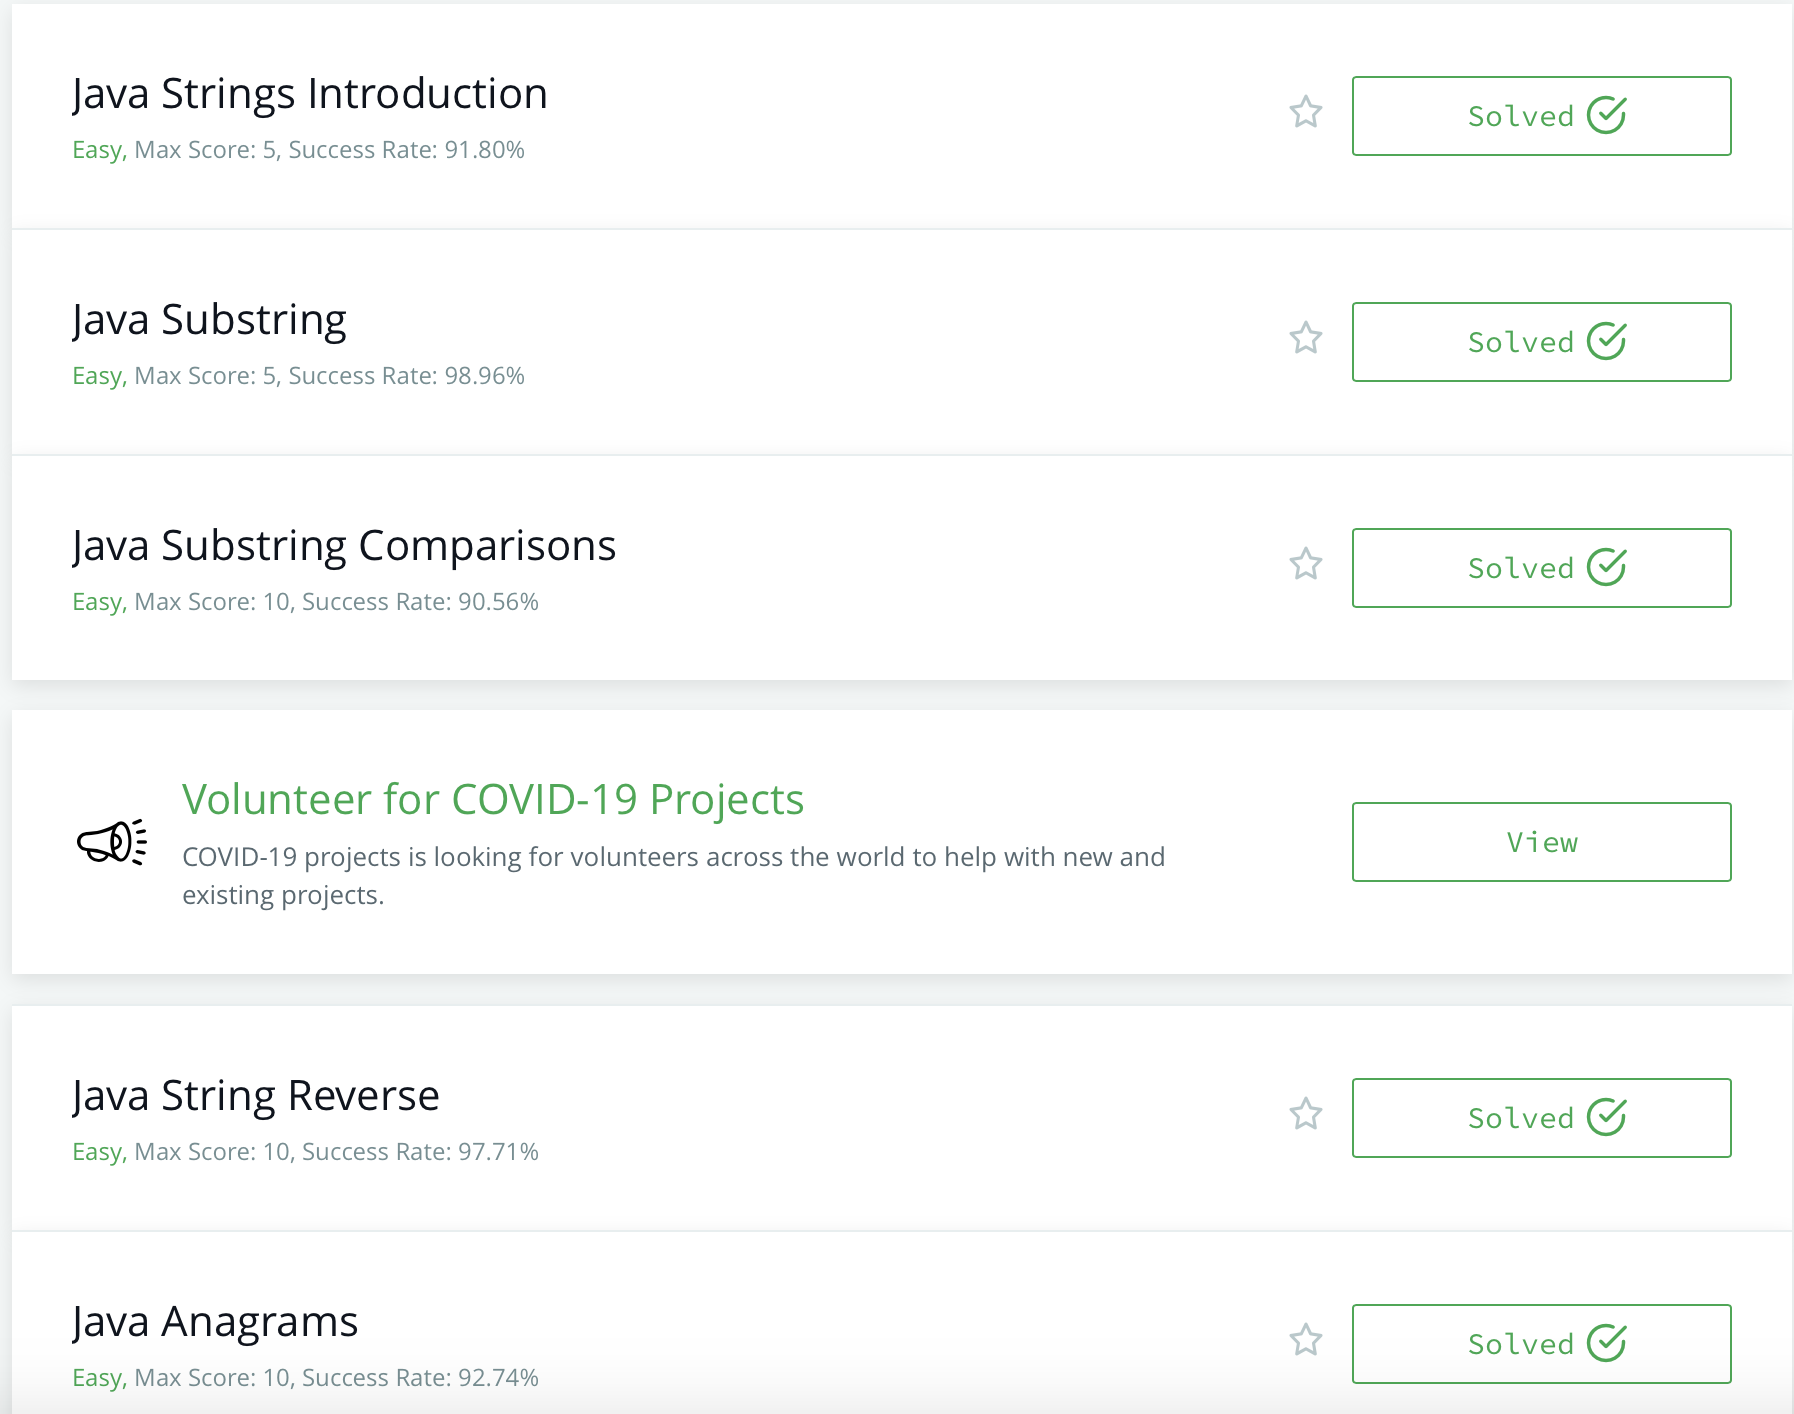 Java Strings Introduction
Easy, Max Score: 5, Success Rate: 91.80%
Solved
Java Substring
Easy, Max Score: 5, Success Rate: 98.96%
Solved
Java Substring Comparisons
Easy, Max Score: 10, Success Rate: 90.56%
Solved
Volunteer for COVID-19 Projects
COVID-19 projects is looking for volunteers across the world to help with new and
existing projects.
View
Java String Reverse
Easy, Max Score: 10, Success Rate: 97.71%
Solved
Java Anagrams
Easy, Max Score: 10, Success Rate: 92.74%
Solved